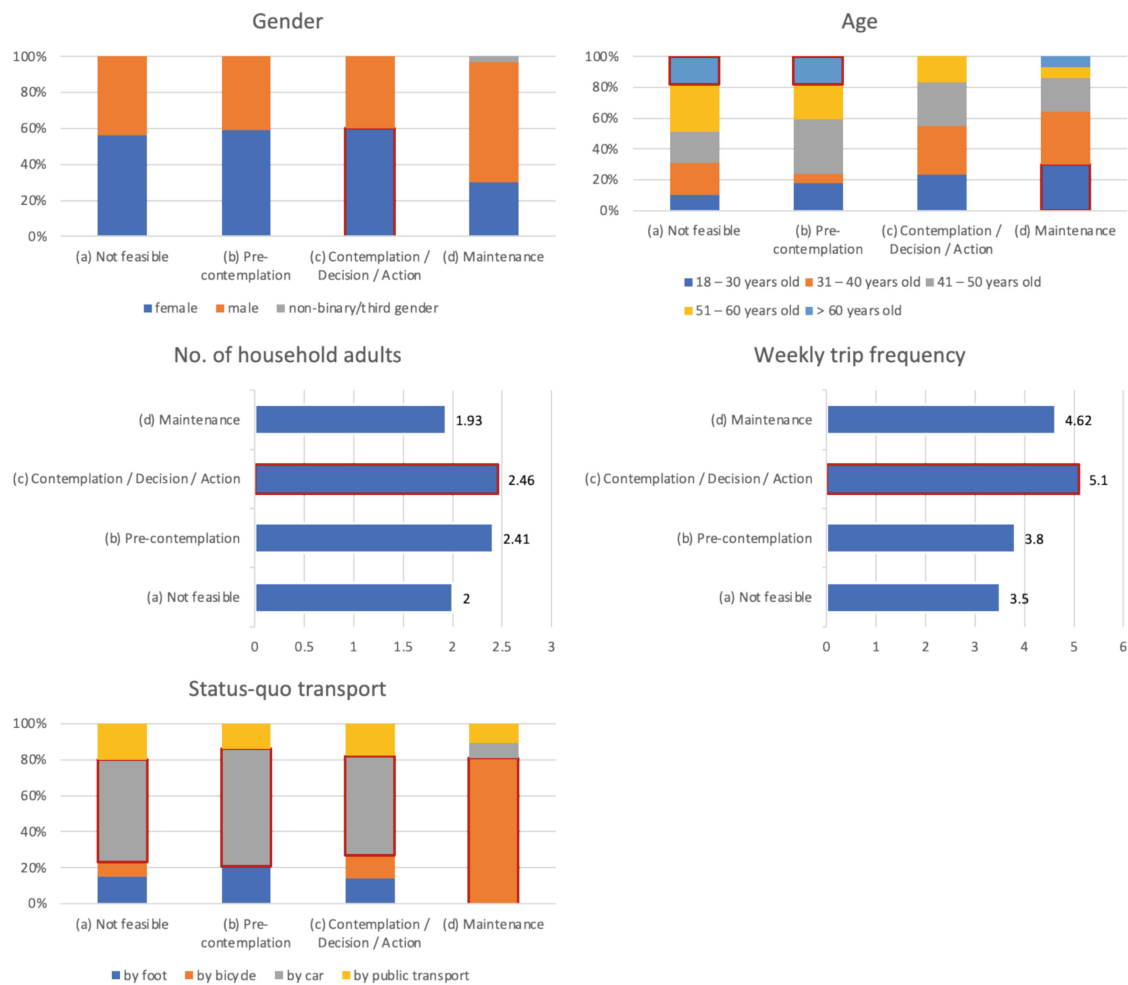 Gender
100%
80%
60%
40%
20%
0%
(a) Not feasible
(b) Pre-
contemplation
(c) Contemplation /
Decision / Action
(d) Maintenance
female
male
non-binary/third gender
Age
100%
80%
60%
40%
20%
0%
(a) Not feasible
(b) Pre-
contemplation
(c) Contemplation /
Decision / Action
(d) Maintenance
18 – 30 years old
31 – 40 years old
41 – 50 years old
51 – 60 years old
> 60 years old
No. of household adults
(d) Maintenance
1.93
(c) Contemplation / Decision / Action
2.46
(b) Pre-contemplation
2.41
(a) Not feasible
2
0
0.5
1
1.5
2
2.5
3
Weekly trip frequency
(d) Maintenance
4.62
(c) Contemplation / Decision / Action
5.1
(b) Pre-contemplation
3.8
(a) Not feasible
3.5
0
1
2
3
4
5
6
Status-quo transport
100%
80%
60%
40%
20%
0%
(a) Not feasible
(b) Pre-
contemplation
(c) Contemplation /
Decision / Action
(d) Maintenance
by foot
by bicycle
by car
by public transport